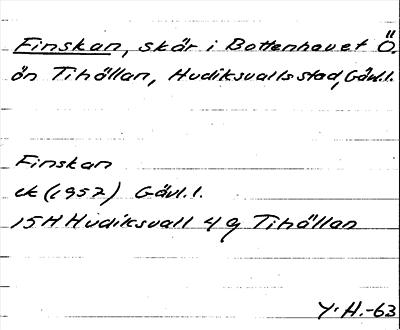 Finskan, skär i Bottenhavet Ö.
ön Tihällan, Hudiksvalls stad, Gävl.l.
Finskan
ek (1952) Gävl.l.
15H Hudiksvall 4 g Tihällan
Y.H.-63